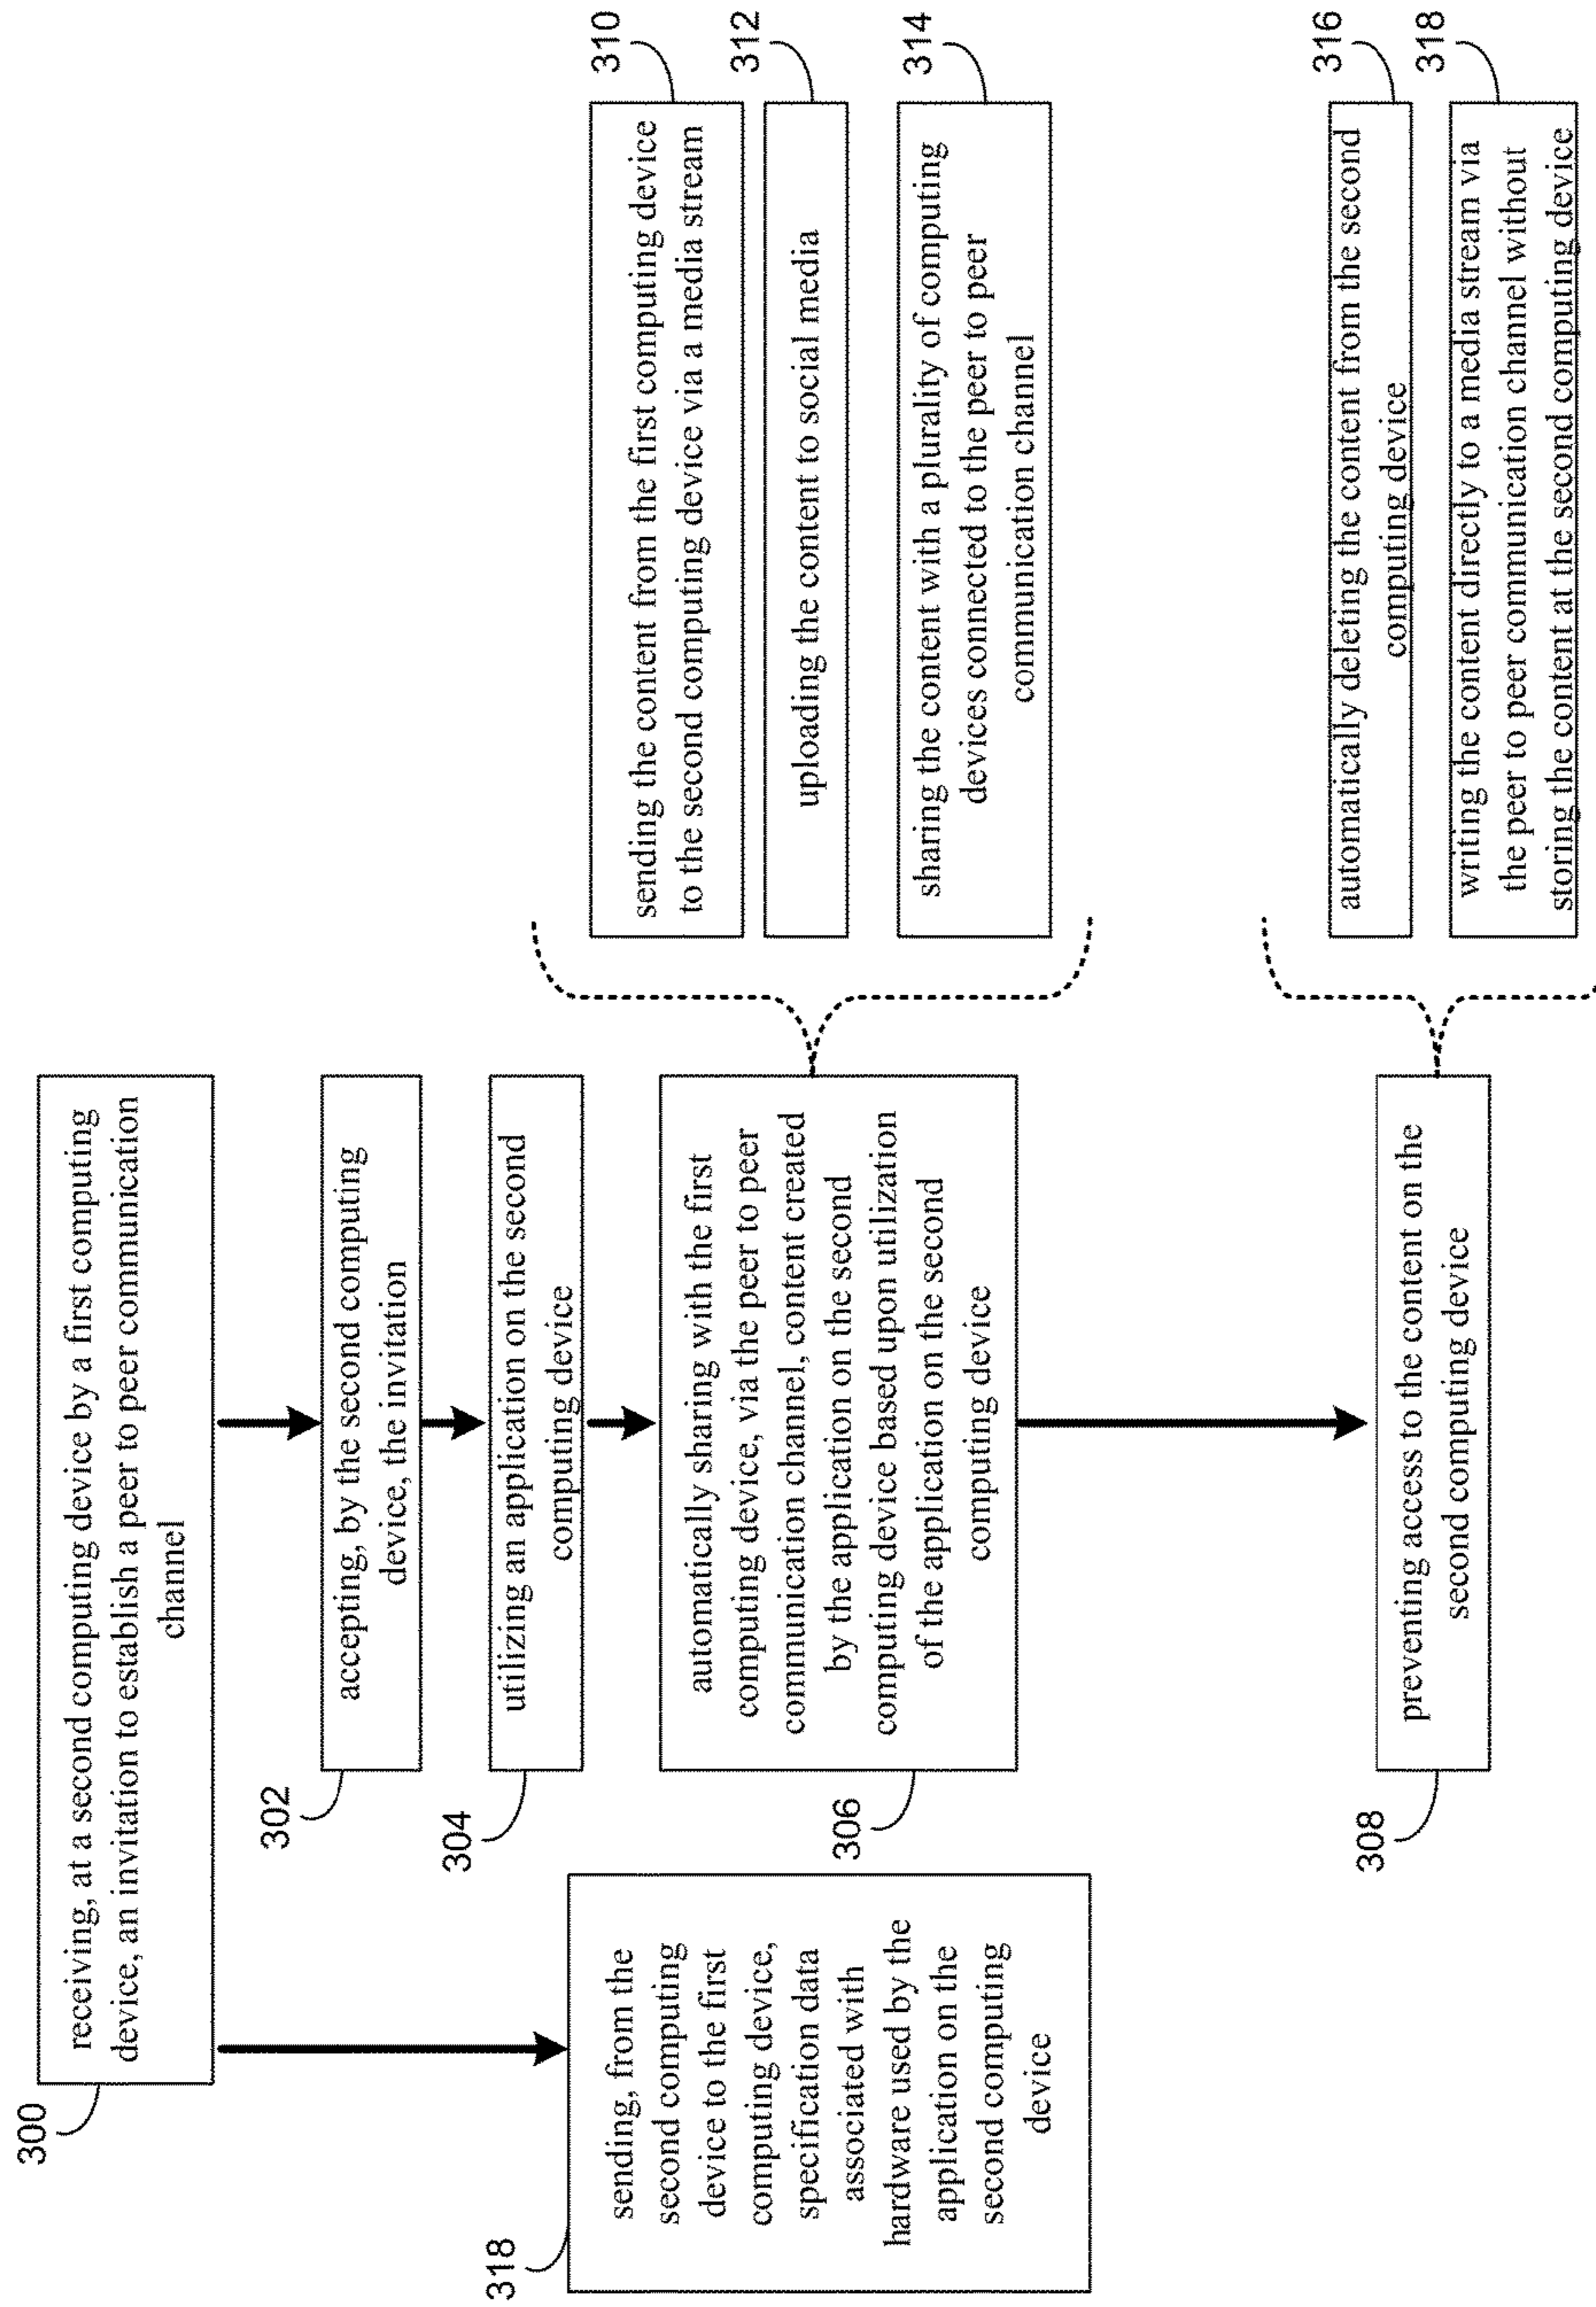 300
receiving, at a second computing device by a first computing
device, an invitation to establish a peer to peer communication
channel
302
accepting, by the second computing
device, the invitation
304
utilizing an application on the second
computing device
306
automatically sharing with the first
computing device, via the peer to peer
communication channel, content created
by the application on the second
computing device based upon utilization
of the application on the second
computing device
308
preventing access to the content on the
second computing device
318
sending, from the
second computing
device to the first
computing device,
specification data
associated with
hardware used by the
application on the
second computing
device
310
sending the content from the first computing device
to the second computing device via a media stream
312
uploading the content to social media
314
sharing the content with a plurality of computing
devices connected to the peer to peer
communication channel
316
automatically deleting the content from the second
computing device
318
writing the content directly to a media stream via
the peer to peer communication channel without
storing the content at the second computing device